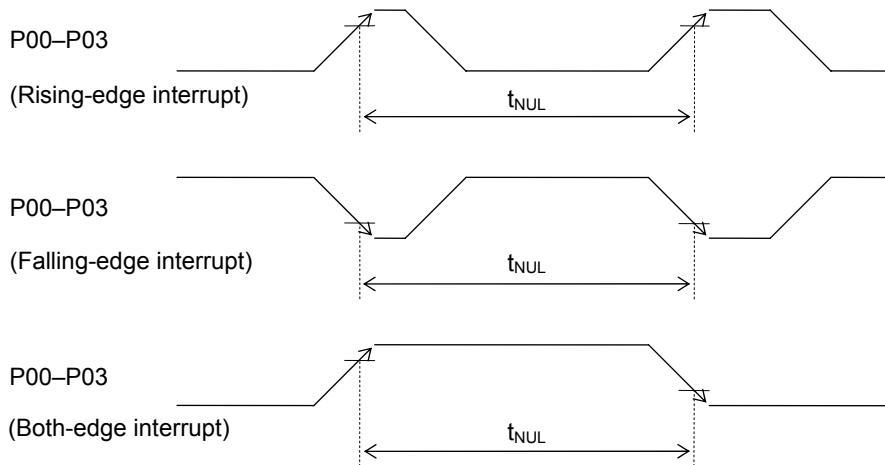 P00–P03
(Rising-edge interrupt)
tNUL
P00–P03
(Falling-edge interrupt)
tNUL
P00–P03
(Both-edge interrupt)
tNUL